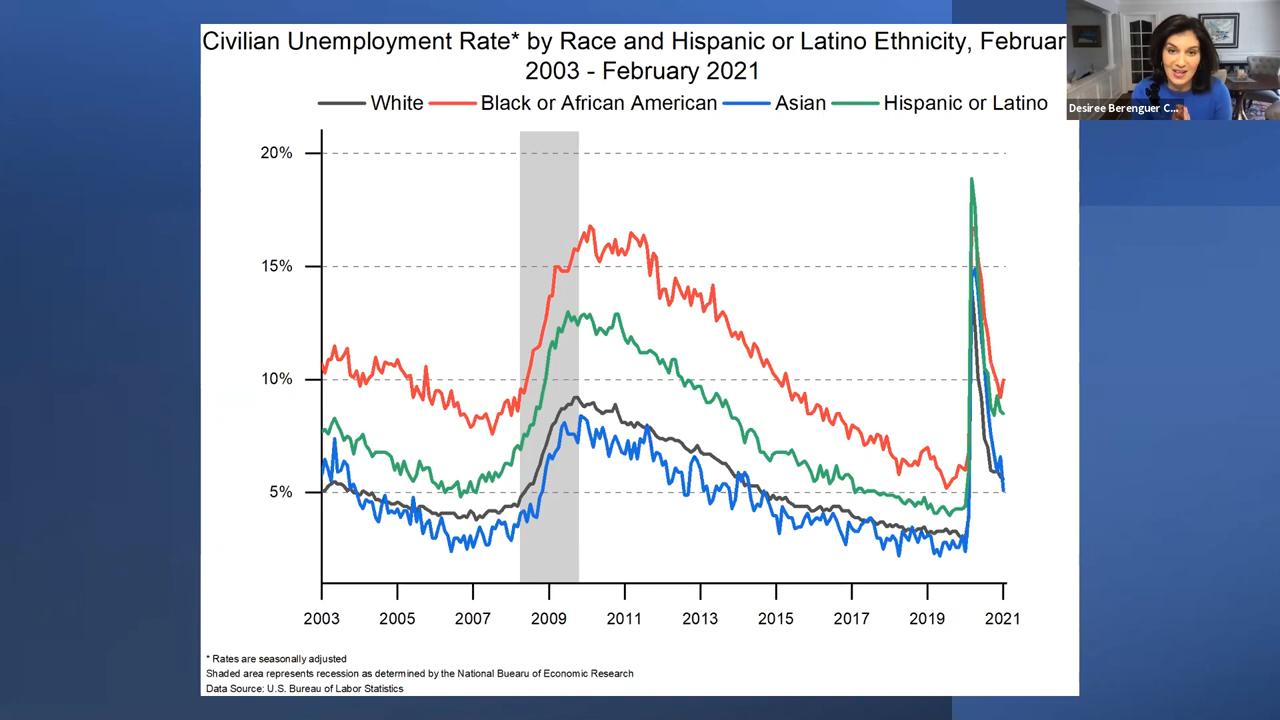 Civilian Unemployment Rate* by Race and Hispanic or Latino Ethnicity, Februar
2003 - February 2021
White Black or African American Asian Hispanic or Latino
Desiree Berenguer C...
20%
15%
10%
5%
2003 2005 2007 2009 2011 2013 2015 2017 2019 2021
* Rates are seasonally adjusted
Shaded area represents recession as determined by the National Buearu of Economic Research
Data Source: U.S. Bureau of Labor Statistics